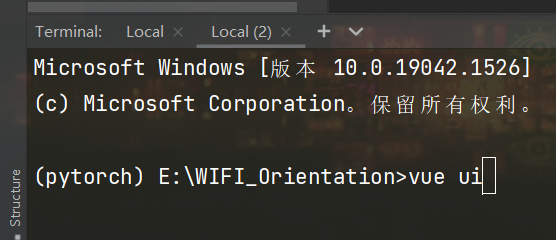 Terminal: Local × Local (2) × +
Microsoft Windows [版本 10.0.19042.1526]
(c) Microsoft Corporation。保留所有权利。
(pytorch) E:\WIFI_Orientation>vue ui
Structure